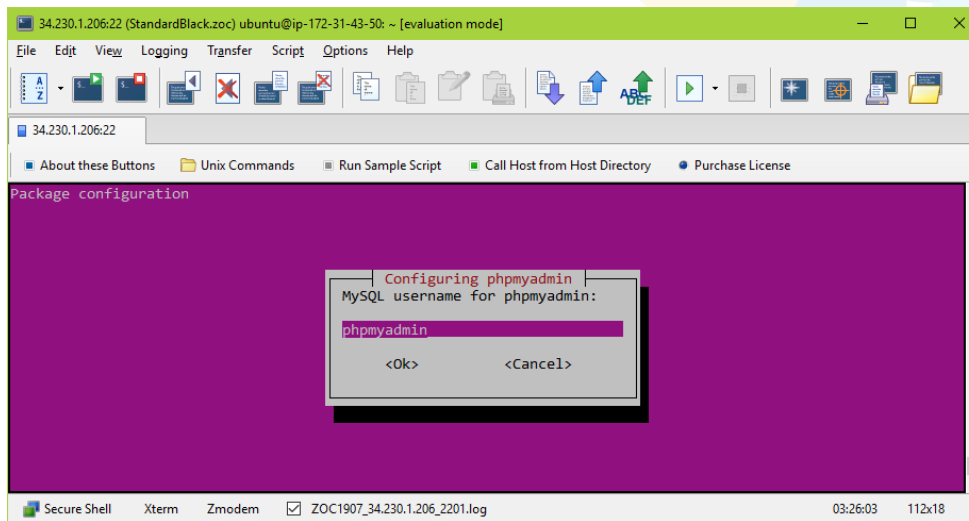 34.230.1.206:22 (StandardBlack.zoc) ubuntu@ip-172-31-43-50: ~ [evaluation mode]
File Edit View Logging Transfer Script Options Help
34.230.1.206:22
About these Buttons Unix Commands Run Sample Script Call Host from Host Directory Purchase License
Package configuration
Configuring phpmyadmin
MySQL username for phpmyadmin:
phpmyadmin
<Ok> <Cancel>
Secure Shell Xterm Zmodem ZOC1907_34.230.1.206_2201.log 03:26:03 112x18